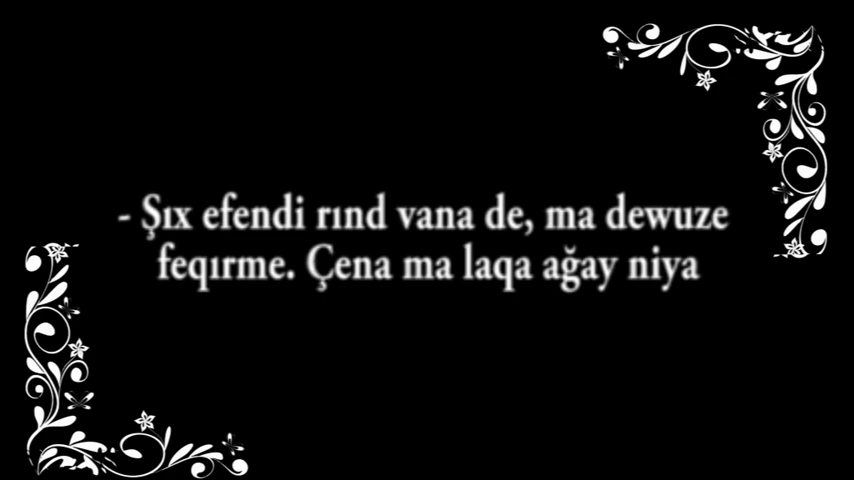 - Şıx efendi rınd vana de, ma dewuze
feqırme. Çena ma laqa ağay niya